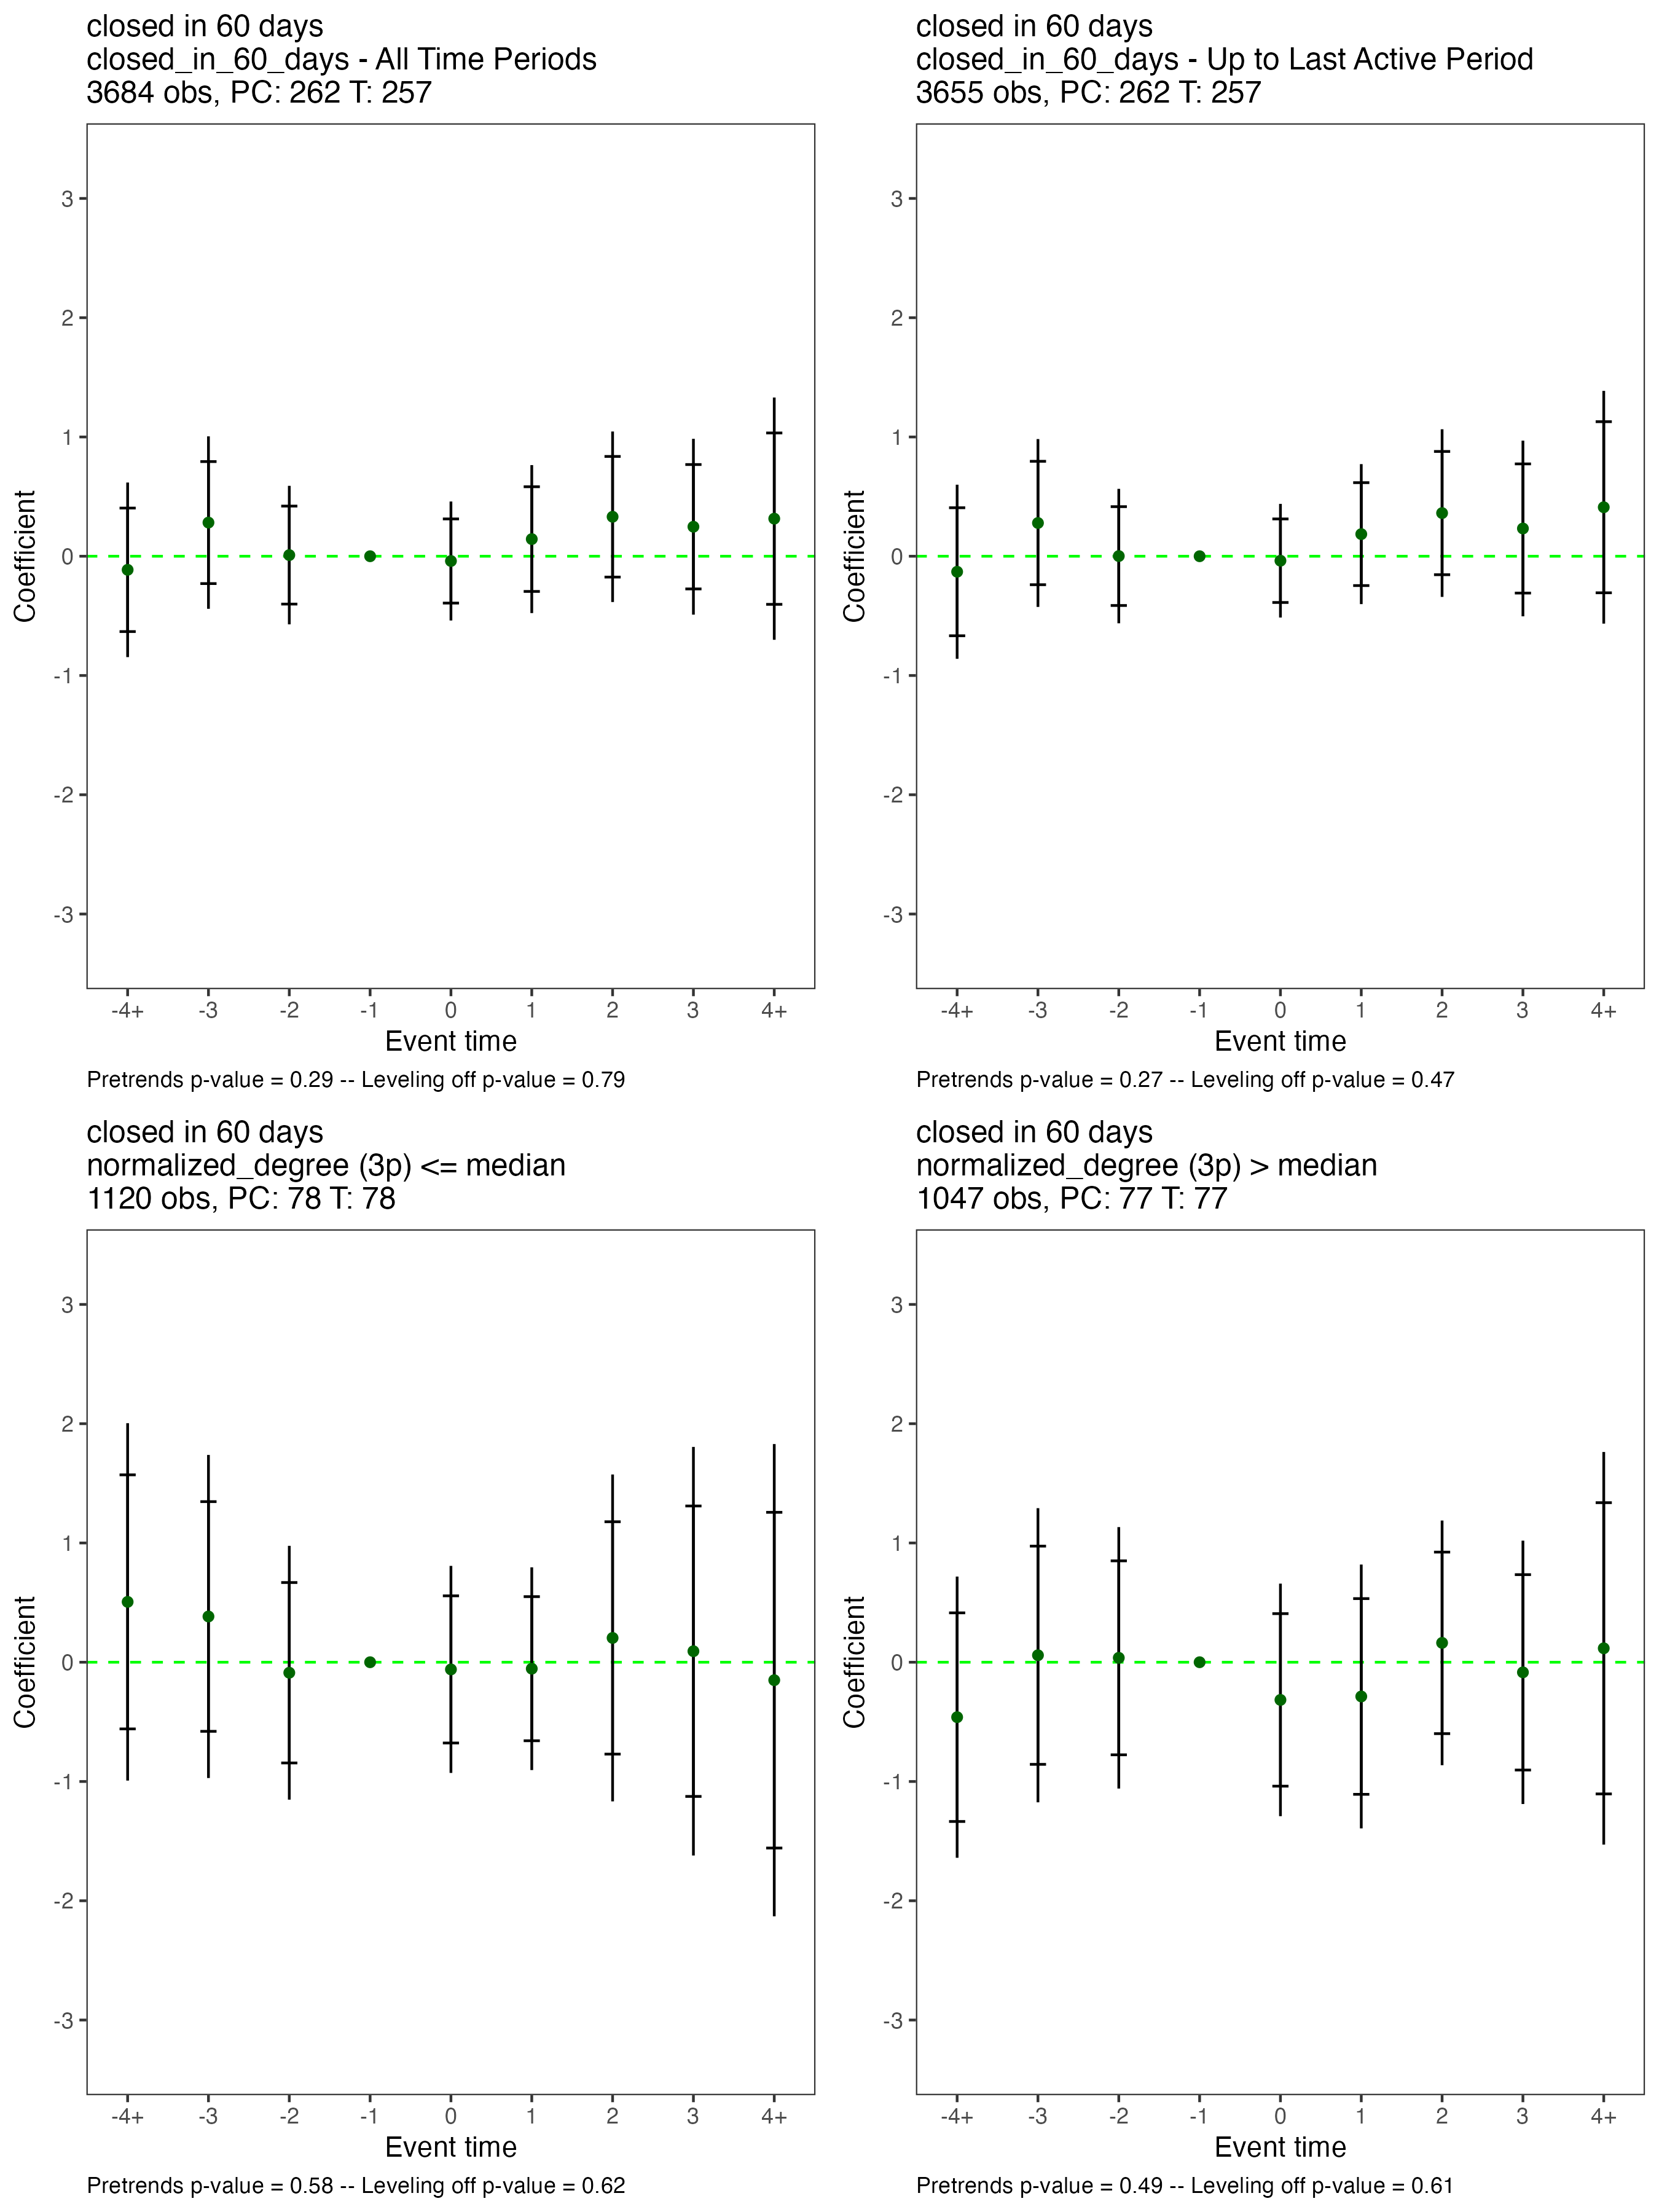 closed in 60 days
closed_in_60_days - All Time Periods
3684 obs, PC: 262 T: 257
3
2
1
0
-1
-2
-3
Coefficient
-4+ -3 -2 -1 0 1 2 3 4+
Event time
Pretrends p-value = 0.29 -- Leveling off p-value = 0.79
closed in 60 days
closed_in_60_days - Up to Last Active Period
3655 obs, PC: 262 T: 257
3
2
1
0
-1
-2
-3
Coefficient
-4+ -3 -2 -1 0 1 2 3 4+
Event time
Pretrends p-value = 0.27 -- Leveling off p-value = 0.47
closed in 60 days
normalized_degree (3p) <= median
1120 obs, PC: 78 T: 78
3
2
1
0
-1
-2
-3
Coefficient
-4+ -3 -2 -1 0 1 2 3 4+
Event time
Pretrends p-value = 0.58 -- Leveling off p-value = 0.62
closed in 60 days
normalized_degree (3p) > median
1047 obs, PC: 77 T: 77
3
2
1
0
-1
-2
-3
Coefficient
-4+ -3 -2 -1 0 1 2 3 4+
Event time
Pretrends p-value = 0.49 -- Leveling off p-value = 0.61